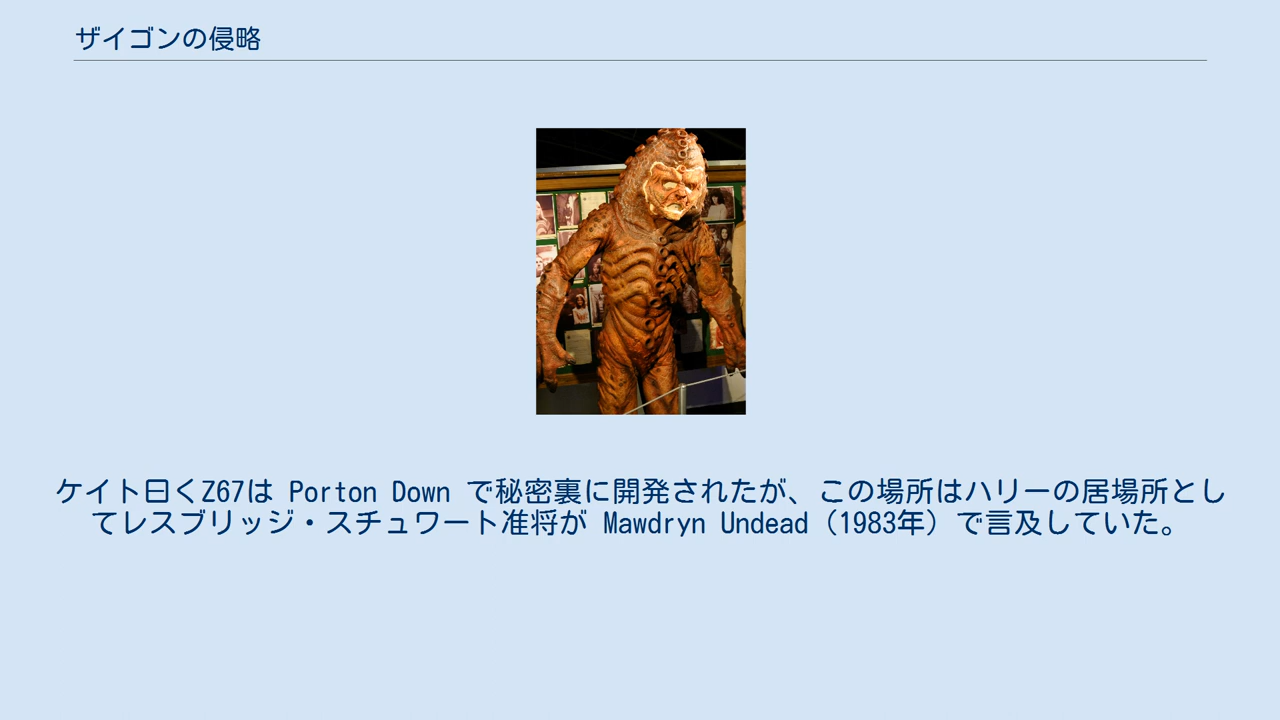 ザイゴンの侵略
ケイト曰くZ67は Porton Down で秘密裏に開発されたが、この場所はハリーの居場所とし
てレスブリッジ・スチュワート准将が Mawdryn Undead（1983年）で言及していた。